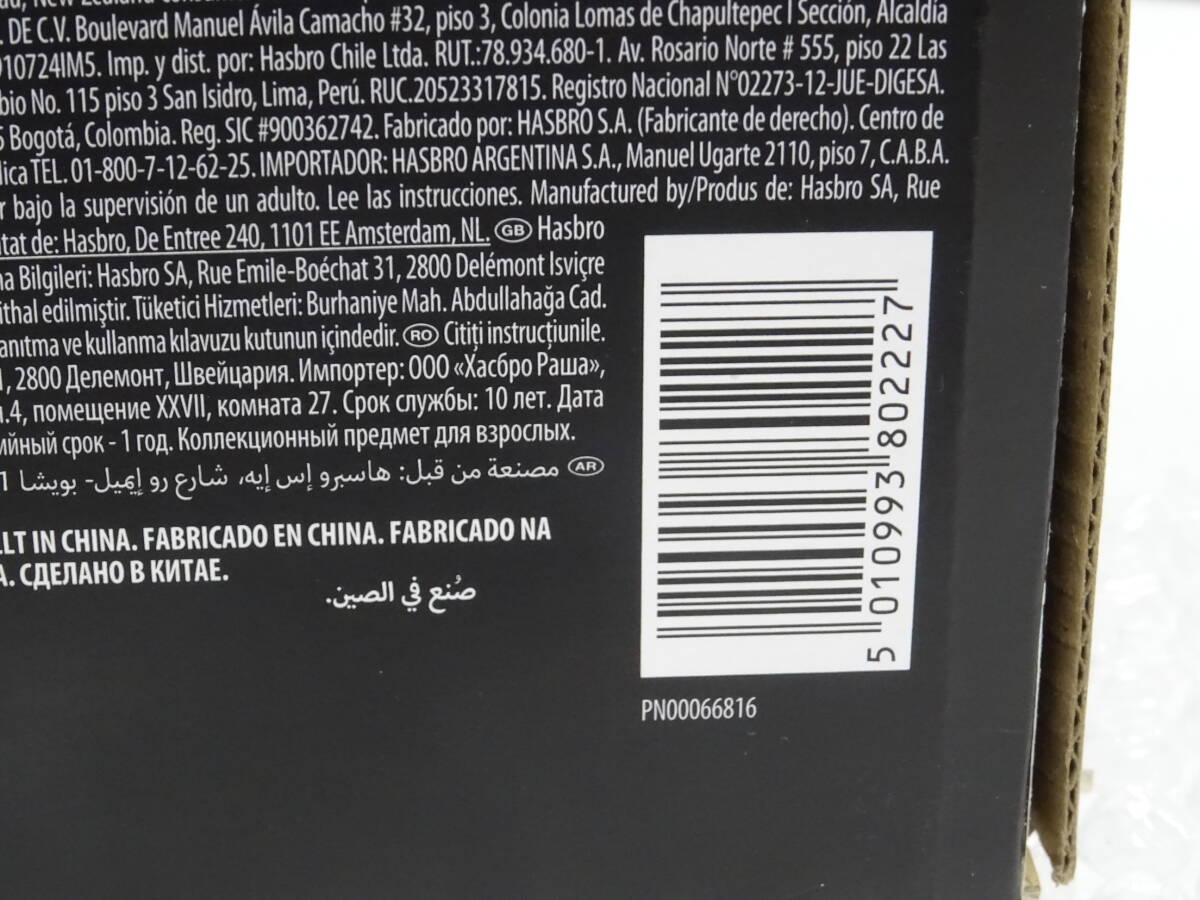 New Zealand
. DE C.V. Boulevard Manuel Ávila Camacho #32, piso 3, Colonia Lomas de Chapultepec I Sección, Alcaldía
910724IM5. Imp. y dist. por: Hasbro Chile Ltda. RUT.:78.934.680-1. Av. Rosario Norte # 555, piso 22 Las
bio No. 115 piso 3 San Isidro, Lima, Perú. RUC.20523317815. Registro Nacional N°02273-12-JUE-DIGESA.
Bogotá, Colombia. Reg. SIC #900362742. Fabricado por: HASBRO S.A. (Fabricante de derecho). Centro de
lica TEL. 01-800-7-12-62-25. IMPORTADOR: HASBRO ARGENTINA S.A., Manuel Ugarte 2110, piso 7, C.A.B.A.
r bajo la supervisión de un adulto. Lee las instrucciones. Manufactured by/Produs de: Hasbro SA, Rue
tat de: Hasbro, De Entree 240, 1101 EE Amsterdam, NL. GB Hasbro
na Bilgileri: Hasbro SA, Rue Emile-Boéchat 31, 2800 Delémont Isviçre
ithal edilmiştir. Tüketici Hizmetleri: Burhaniye Mah. Abdullahağa Cad.
anıtma ve kullanma kılavuzu kutunun içindedir. RO Citiți instrucțiunile.
, 2800 Делемонт, Швейцария. Импортер: ООО «Хасбро Раша»,
.4, помещение XXVII, комната 27. Срок службы: 10 лет. Дата
ийный срок - 1 год. Коллекционный предмет для взрослых.
AR مصنعة من قبل: هاسبرو إس إيه، شارع رو إيميل- بويشا 1
LT IN CHINA. FABRICADO EN CHINA. FABRICADO NA
A. СДЕЛАНО В КИТАЕ.
صُنع في الصين.
5 010993 802227
PN00066816